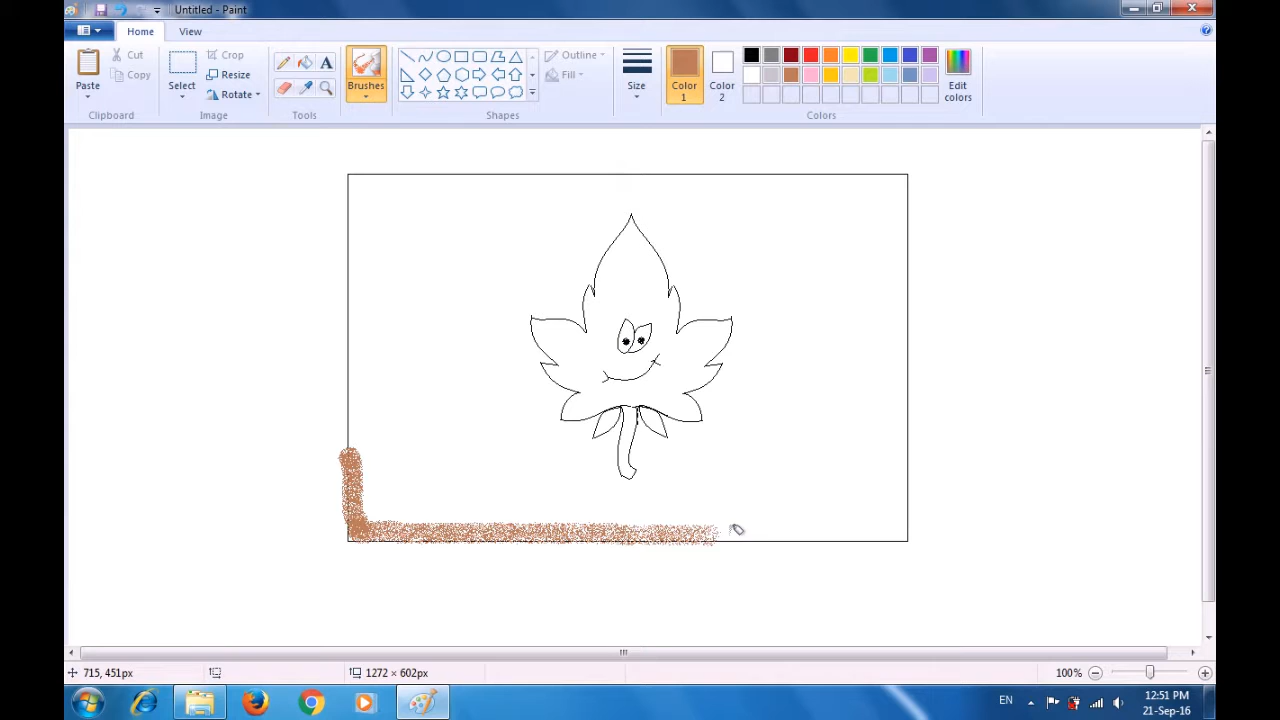 Untitled - Paint
Home View
Paste
Cut
Copy
Clipboard
Select
Crop
Resize
Rotate
Image
A
Tools
Brushes
Outline
Fill
Shapes
Size
Color 1
Color 2
Edit colors
Colors
715, 451px
1272 × 602px
100%
EN
12:51 PM
21-Sep-16